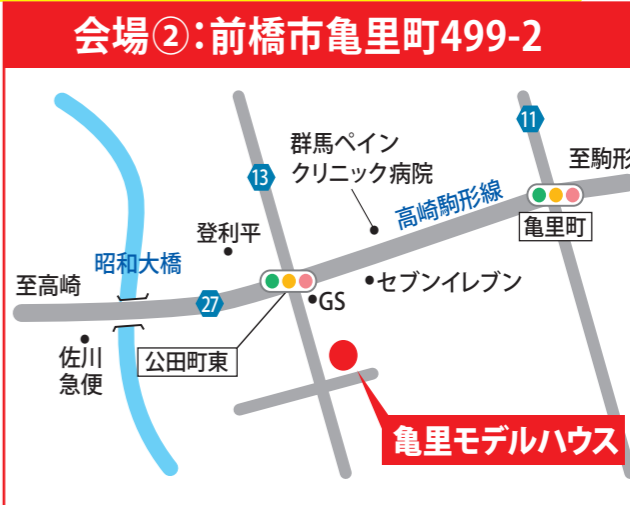 会場②：前橋市亀里町499-2
11
群馬ペイン
クリニック病院
至駒形
13
高崎駒形線
登利平
亀里町
昭和大橋
至高崎
セブンイレブン
27
GS
佐川
急便
公田町東
亀里モデルハウス